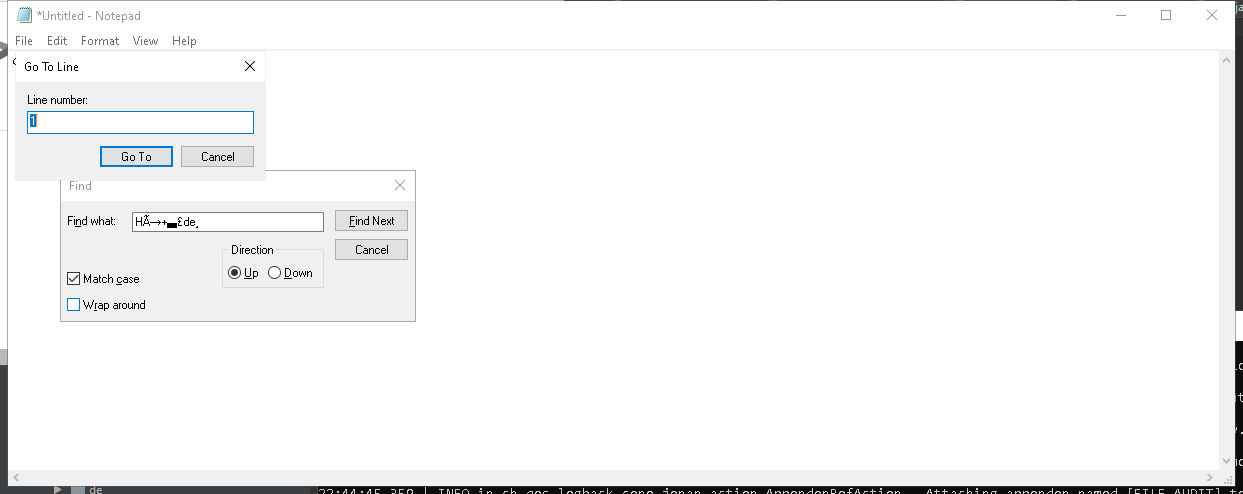 *Untitled - Notepad
File Edit Format View Help
Go To Line
Line number:
1
Go To Cancel
Find
Find what: HÃ→+▬£de¸ Find Next
Cancel
Direction
Up Down
Match case
Wrap around
de
22:44:45,359 | INFO in ch.qos.logback.core.joran.action.AppenderRefAction - Attaching appender named [FILE_AUDIT] t